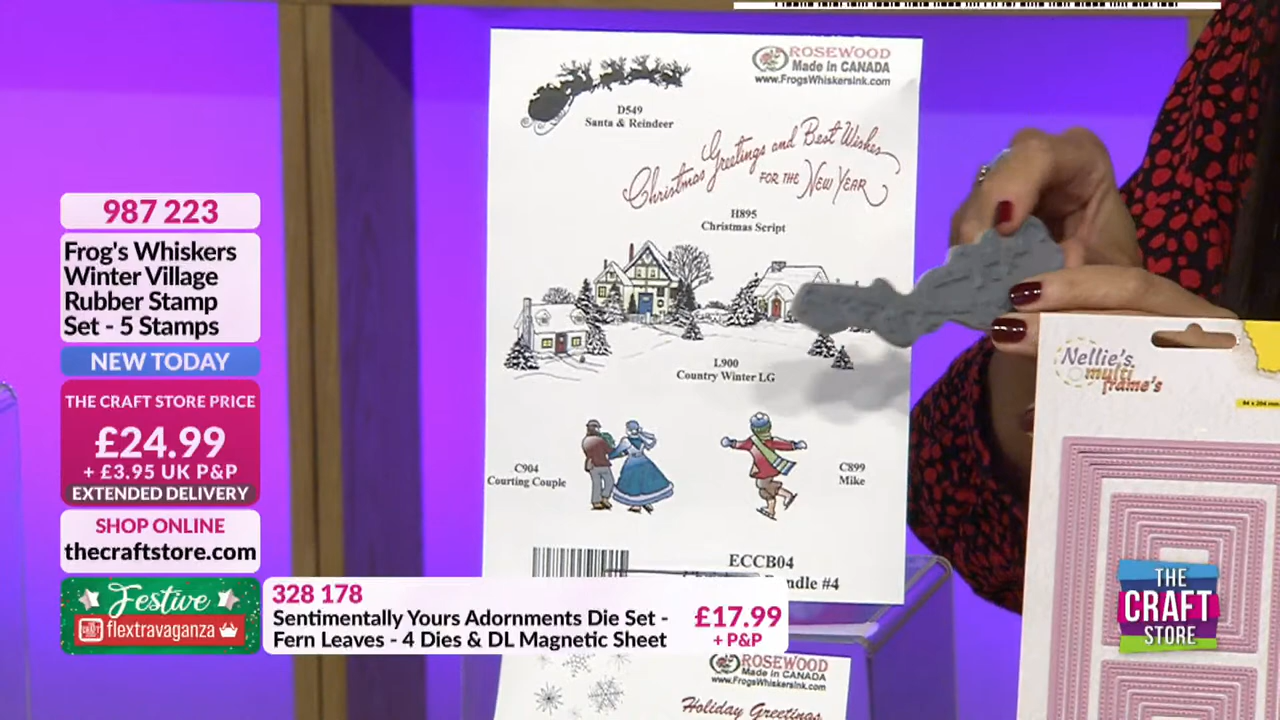 987 223
Frog's Whiskers
Winter Village
Rubber Stamp
Set - 5 Stamps
NEW TODAY
THE CRAFT STORE PRICE
£24.99
+ £3.95 UK P&P
EXTENDED DELIVERY
SHOP ONLINE
thecraftstore.com
Festive
flextravaganza
328 178
Sentimentally Yours Adornments Die Set -
Fern Leaves - 4 Dies & DL Magnetic Sheet
£17.99
+ P&P
ROSEWOOD
Made in CANADA
www.FrogsWhiskersInk.com
D549
Santa & Reindeer
Christmas Greetings and Best Wishes
FOR THE NEW YEAR
H895
Christmas Script
L900
Country Winter LG
C904
Courting Couple
C899
Mike
ECCB04
ndle #4
ROSEWOOD
Made in CANADA
www.FrogsWhiskersInk.com
Holiday Greetings
Nellie's
multi
frame's
THE
CRAFT
STORE